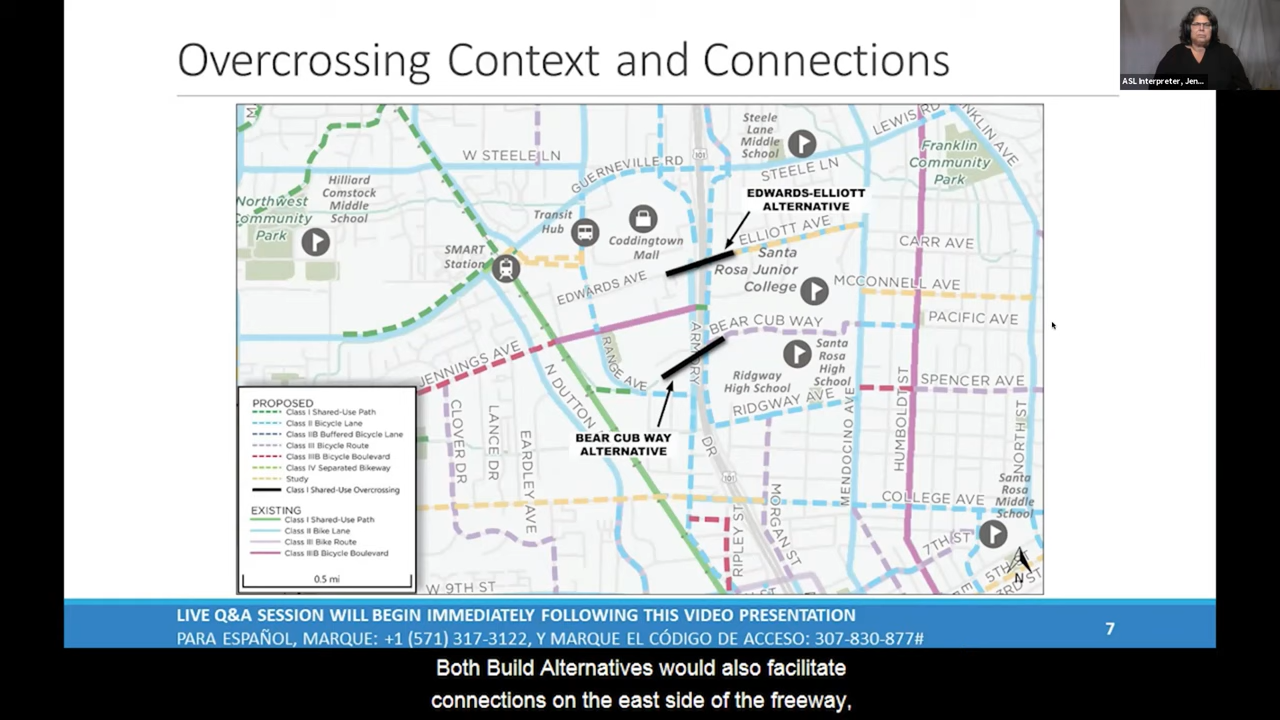 Overcrossing Context and Connections
ASL Interpreter, Jen...
W STEELE LN
GUERNEVILLE RD
101
Steele
Lane
Middle
School
STEELE LN
LEWIS RD
Franklin
Community
Park
Hilliard
Comstock
Middle
School
Northwest
Community
Park
EDWARDS-ELLIOTT
ALTERNATIVE
Transit
Hub
Coddingtown
Mall
SMART
Station
ELLIOTT AVE
Santa
Rosa Junior
College
CARR AVE
EDWARDS AVE
MCCONNELL AVE
PACIFIC AVE
BEAR CUB WAY
ARMORY
DR
RANGE AVE
JENNINGS AVE
N DUTTON
Santa
Rosa
High
School
Ridgway
High School
SPENCER AVE
RIDGWAY AVE
MENDOCINO AVE
HUMBOLDT ST
NORTH ST
BEAR CUB WAY
ALTERNATIVE
CLOVER DR
LANCE DR
EARDLEY AVE
101
COLLEGE AVE
Santa
Rosa
Middle
School
MORGAN ST
RIPLEY ST
7TH ST
5TH ST
3RD ST
W 9TH ST
N
PROPOSED
Class I Shared-Use Path
Class II Bicycle Lane
Class IIB Buffered Bicycle Lane
Class III Bicycle Route
Class IIIB Bicycle Boulevard
Class IV Separated Bikeway
Study
Class I Shared-Use Overcrossing
EXISTING
Class I Shared-Use Path
Class II Bike Lane
Class III Bike Route
Class IIIB Bicycle Boulevard
0.5 mi
LIVE Q&A SESSION WILL BEGIN IMMEDIATELY FOLLOWING THIS VIDEO PRESENTATION
PARA ESPAÑOL, MARQUE: +1 (571) 317-3122, Y MARQUE EL CÓDIGO DE ACCESO: 307-830-877#
7
Both Build Alternatives would also facilitate
connections on the east side of the freeway,